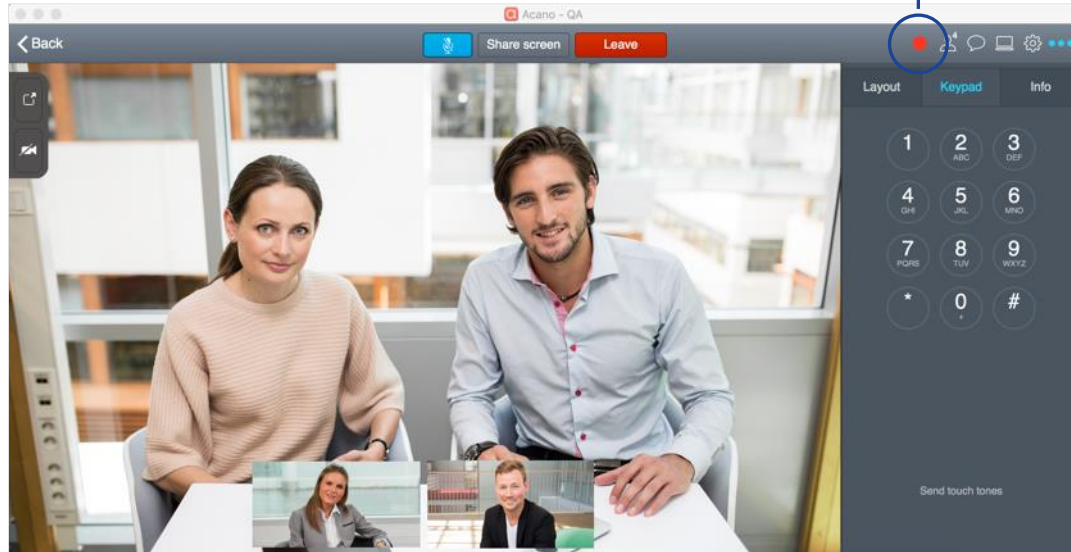 Acano - QA
Back
Share screen
Leave
4
Layout
Keypad
Info
1
2
ABC
3
DEF
4
GHI
5
JKL
6
MNO
7
PQRS
8
TUV
9
WXYZ
*
0
+
#
Send touch tones